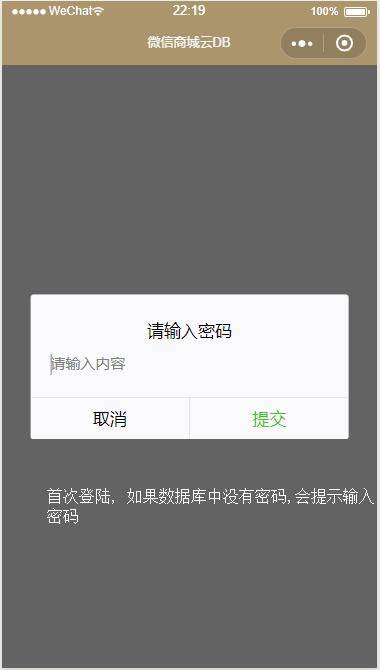 WeChat
22:19
100%
微信商城云DB
请输入密码
请输入内容
取消
提交
首次登陆, 如果数据库中没有密码,会提示输入
密码